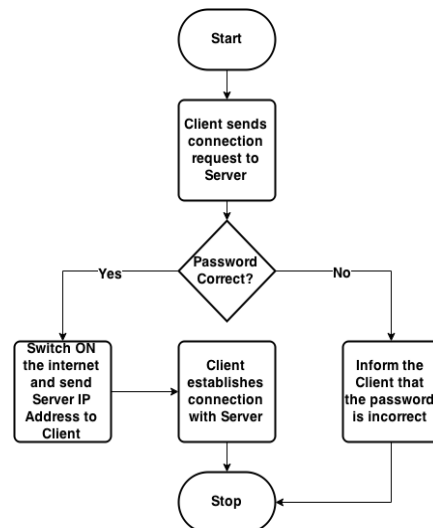 Start
Client sends
connection
request to
Server
Password
Correct?
Yes
No
Switch ON
the internet
and send
Server IP
Address to
Client
Client
establishes
connection
with Server
Inform the
Client that
the password
is incorrect
Stop